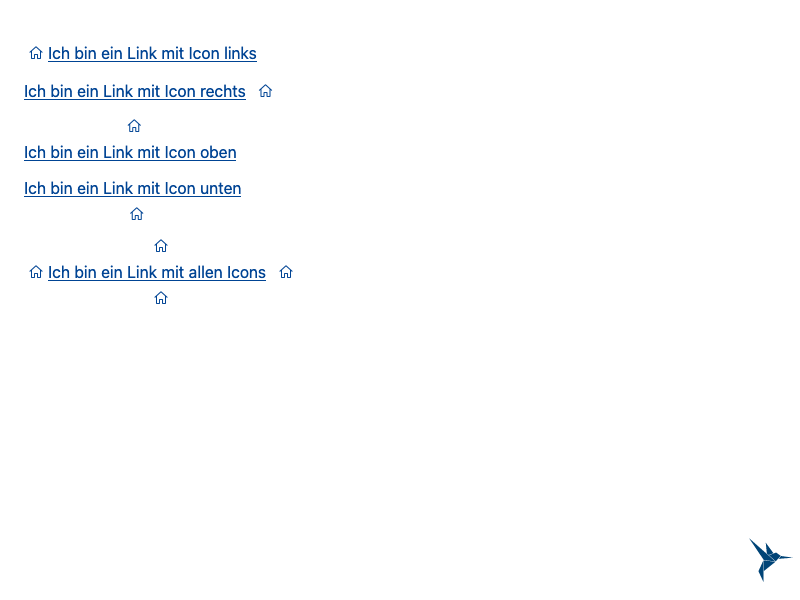 Ich bin ein Link mit Icon links
Ich bin ein Link mit Icon rechts
Ich bin ein Link mit Icon oben
Ich bin ein Link mit Icon unten
Ich bin ein Link mit allen Icons